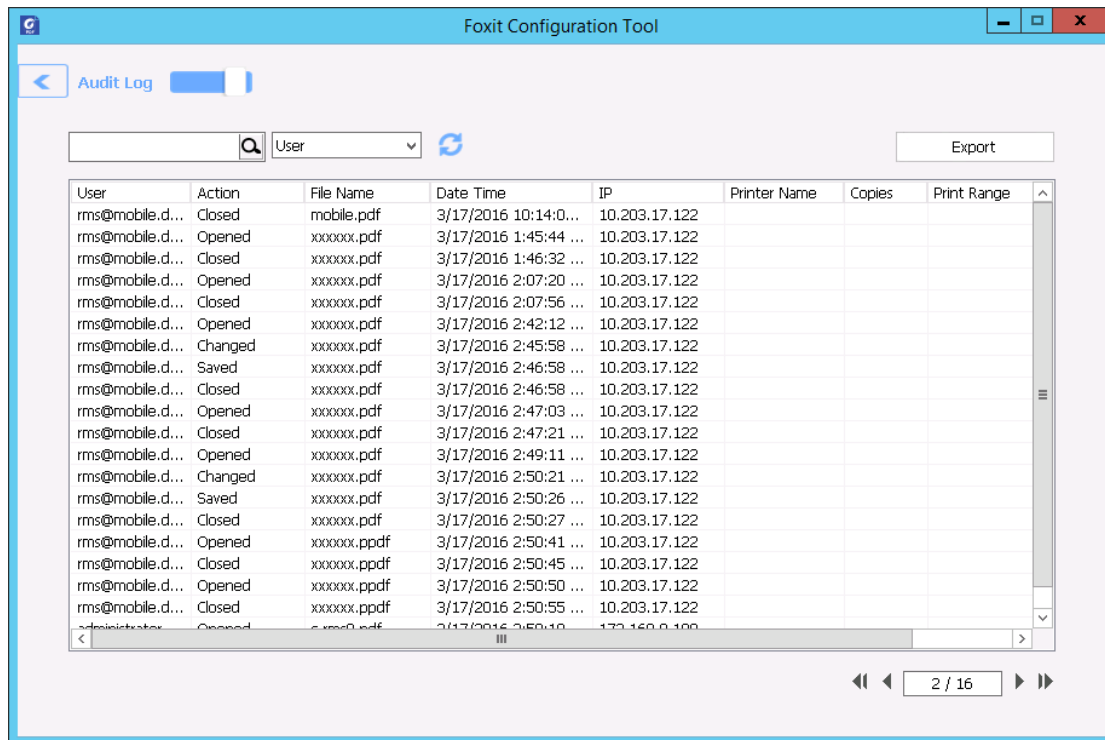 Foxit Configuration Tool
Audit Log
User
Export
User Action File Name Date Time IP Printer Name Copies Print Range
rms@mobile.d... Closed mobile.pdf 3/17/2016 10:14:0... 10.203.17.122
rms@mobile.d... Opened xxxxxx.pdf 3/17/2016 1:45:44 ... 10.203.17.122
rms@mobile.d... Closed xxxxxx.pdf 3/17/2016 1:46:32 ... 10.203.17.122
rms@mobile.d... Opened xxxxxx.pdf 3/17/2016 2:07:20 ... 10.203.17.122
rms@mobile.d... Closed xxxxxx.pdf 3/17/2016 2:07:56 ... 10.203.17.122
rms@mobile.d... Opened xxxxxx.pdf 3/17/2016 2:42:12 ... 10.203.17.122
rms@mobile.d... Changed xxxxxx.pdf 3/17/2016 2:45:58 ... 10.203.17.122
rms@mobile.d... Saved xxxxxx.pdf 3/17/2016 2:46:58 ... 10.203.17.122
rms@mobile.d... Closed xxxxxx.pdf 3/17/2016 2:46:58 ... 10.203.17.122
rms@mobile.d... Opened xxxxxx.pdf 3/17/2016 2:47:03 ... 10.203.17.122
rms@mobile.d... Closed xxxxxx.pdf 3/17/2016 2:47:21 ... 10.203.17.122
rms@mobile.d... Opened xxxxxx.pdf 3/17/2016 2:49:11 ... 10.203.17.122
rms@mobile.d... Changed xxxxxx.pdf 3/17/2016 2:50:21 ... 10.203.17.122
rms@mobile.d... Saved xxxxxx.pdf 3/17/2016 2:50:26 ... 10.203.17.122
rms@mobile.d... Closed xxxxxx.pdf 3/17/2016 2:50:27 ... 10.203.17.122
rms@mobile.d... Opened xxxxxx.ppdf 3/17/2016 2:50:41 ... 10.203.17.122
rms@mobile.d... Closed xxxxxx.ppdf 3/17/2016 2:50:45 ... 10.203.17.122
rms@mobile.d... Opened xxxxxx.ppdf 3/17/2016 2:50:50 ... 10.203.17.122
rms@mobile.d... Closed xxxxxx.ppdf 3/17/2016 2:50:55 ... 10.203.17.122
administrator Opened
2 / 16